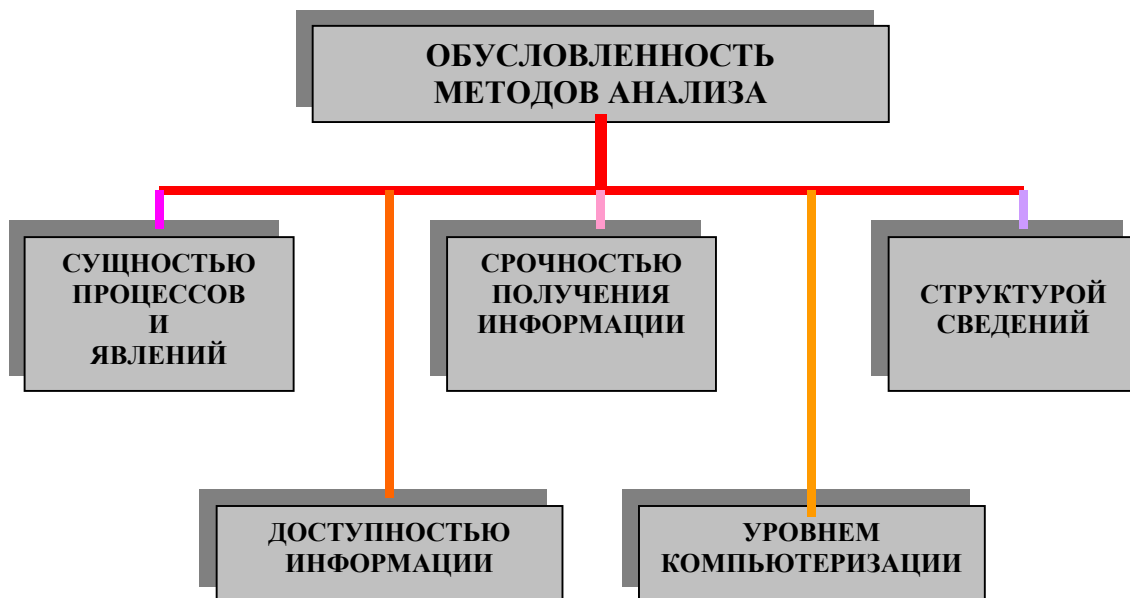 ОБУСЛОВЛЕННОСТЬ
МЕТОДОВ АНАЛИЗА
СУЩНОСТЬЮ
ПРОЦЕССОВ
И
ЯВЛЕНИЙ
СРОЧНОСТЬЮ
ПОЛУЧЕНИЯ
ИНФОРМАЦИИ
СТРУКТУРОЙ
СВЕДЕНИЙ
ДОСТУПНОСТЬЮ
ИНФОРМАЦИИ
УРОВНЕМ
КОМПЬЮТЕРИЗАЦИИ